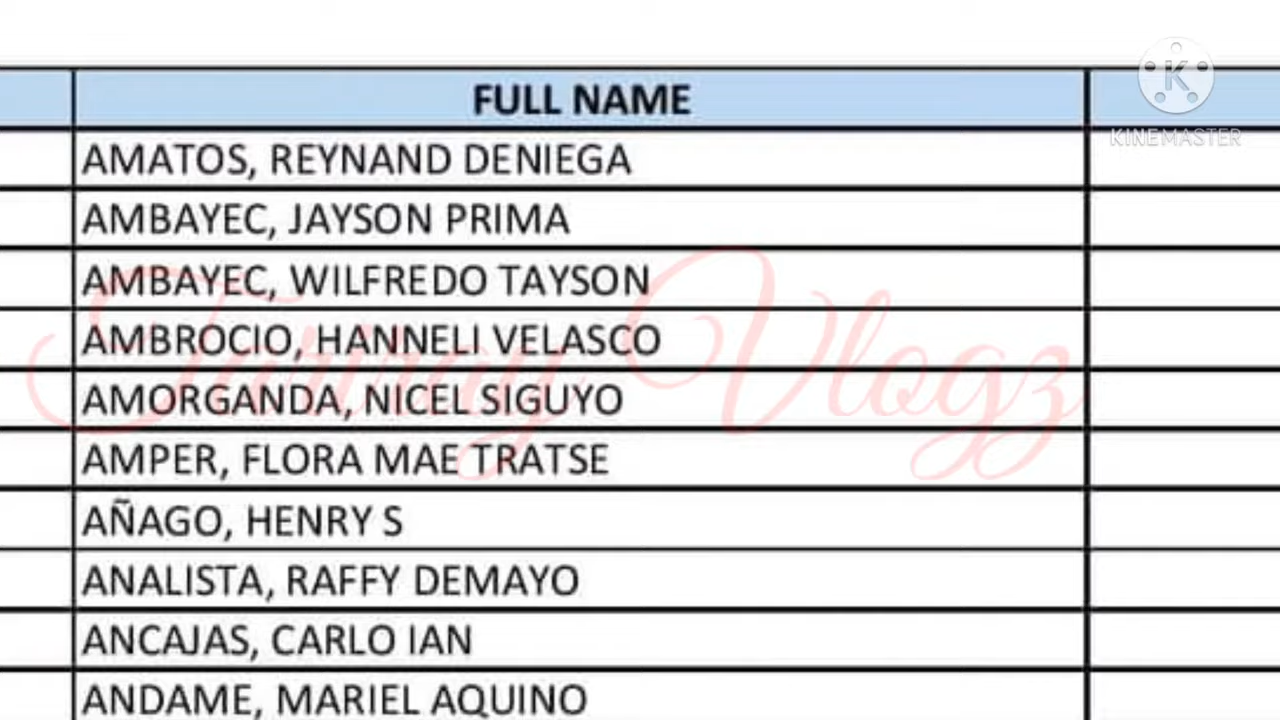 FULL NAME
KINEMASTER
AMATOS, REYNAND DENIEGA
AMBAYEC, JAYSON PRIMA
AMBAYEC, WILFREDO TAYSON
AMBROCIO, HANNELI VELASCO
AMORGANDA, NICEL SIGUYO
AMPER, FLORA MAE TRATSE
AÑAGO, HENRY S
ANALISTA, RAFFY DEMAYO
ANCAJAS, CARLO IAN
ANDAME, MARIEL AQUINO
Vlogz